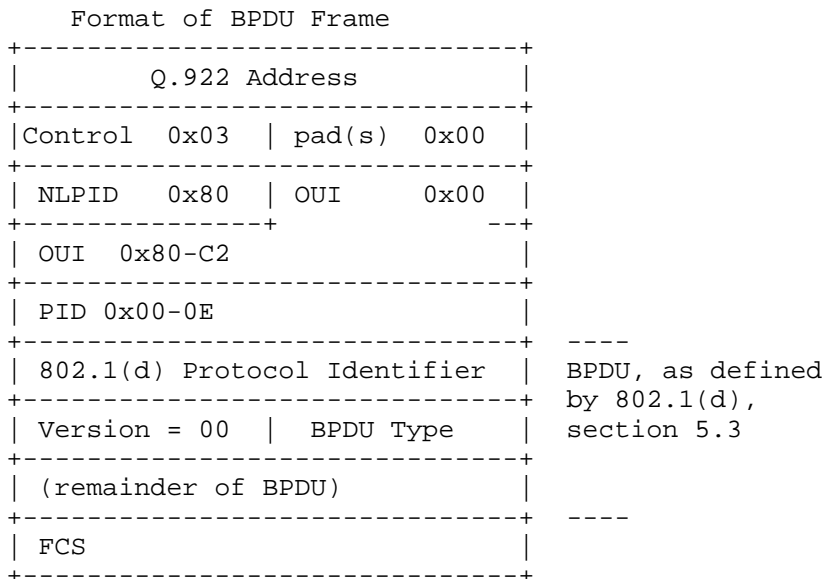 Format of BPDU Frame
+-------------------------------+
|        Q.922 Address          |
+-------------------------------+
|Control  0x03  | pad(s)  0x00  |
+-------------------------------+
| NLPID   0x80  | OUI     0x00  |
+---------------+             --+
| OUI  0x80-C2                  |
+-------------------------------+
| PID 0x00-0E                   |
+-------------------------------+  ----
| 802.1(d) Protocol Identifier  |  BPDU, as defined
+-------------------------------+  by 802.1(d),
| Version = 00  |  BPDU Type    |  section 5.3
+-------------------------------+
| (remainder of BPDU)           |
+-------------------------------+  ----
| FCS                           |
+-------------------------------+